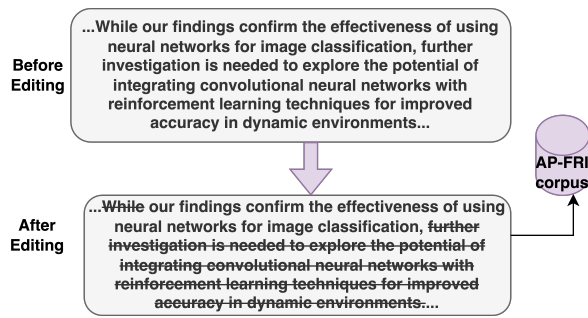 Before
Editing
...While our findings confirm the effectiveness of using
neural networks for image classification, further
investigation is needed to explore the potential of
integrating convolutional neural networks with
reinforcement learning techniques for improved
accuracy in dynamic environments...
AP-FRI
corpus
After
Editing
...While our findings confirm the effectiveness of using
neural networks for image classification, further
investigation is needed to explore the potential of
integrating convolutional neural networks with
reinforcement learning techniques for improved
accuracy in dynamic environments....